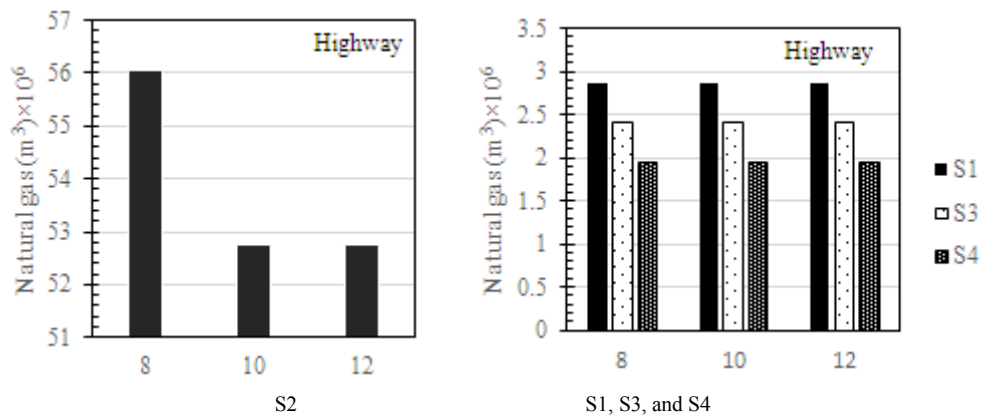 Natural gas (m³)×10⁶
57
56
55
54
53
52
51
Highway
8 10 12
S2
Natural gas (m³)×10⁶
3.5
3
2.5
2
1.5
1
0.5
0
Highway
8 10 12
S1
S3
S4
S1, S3, and S4